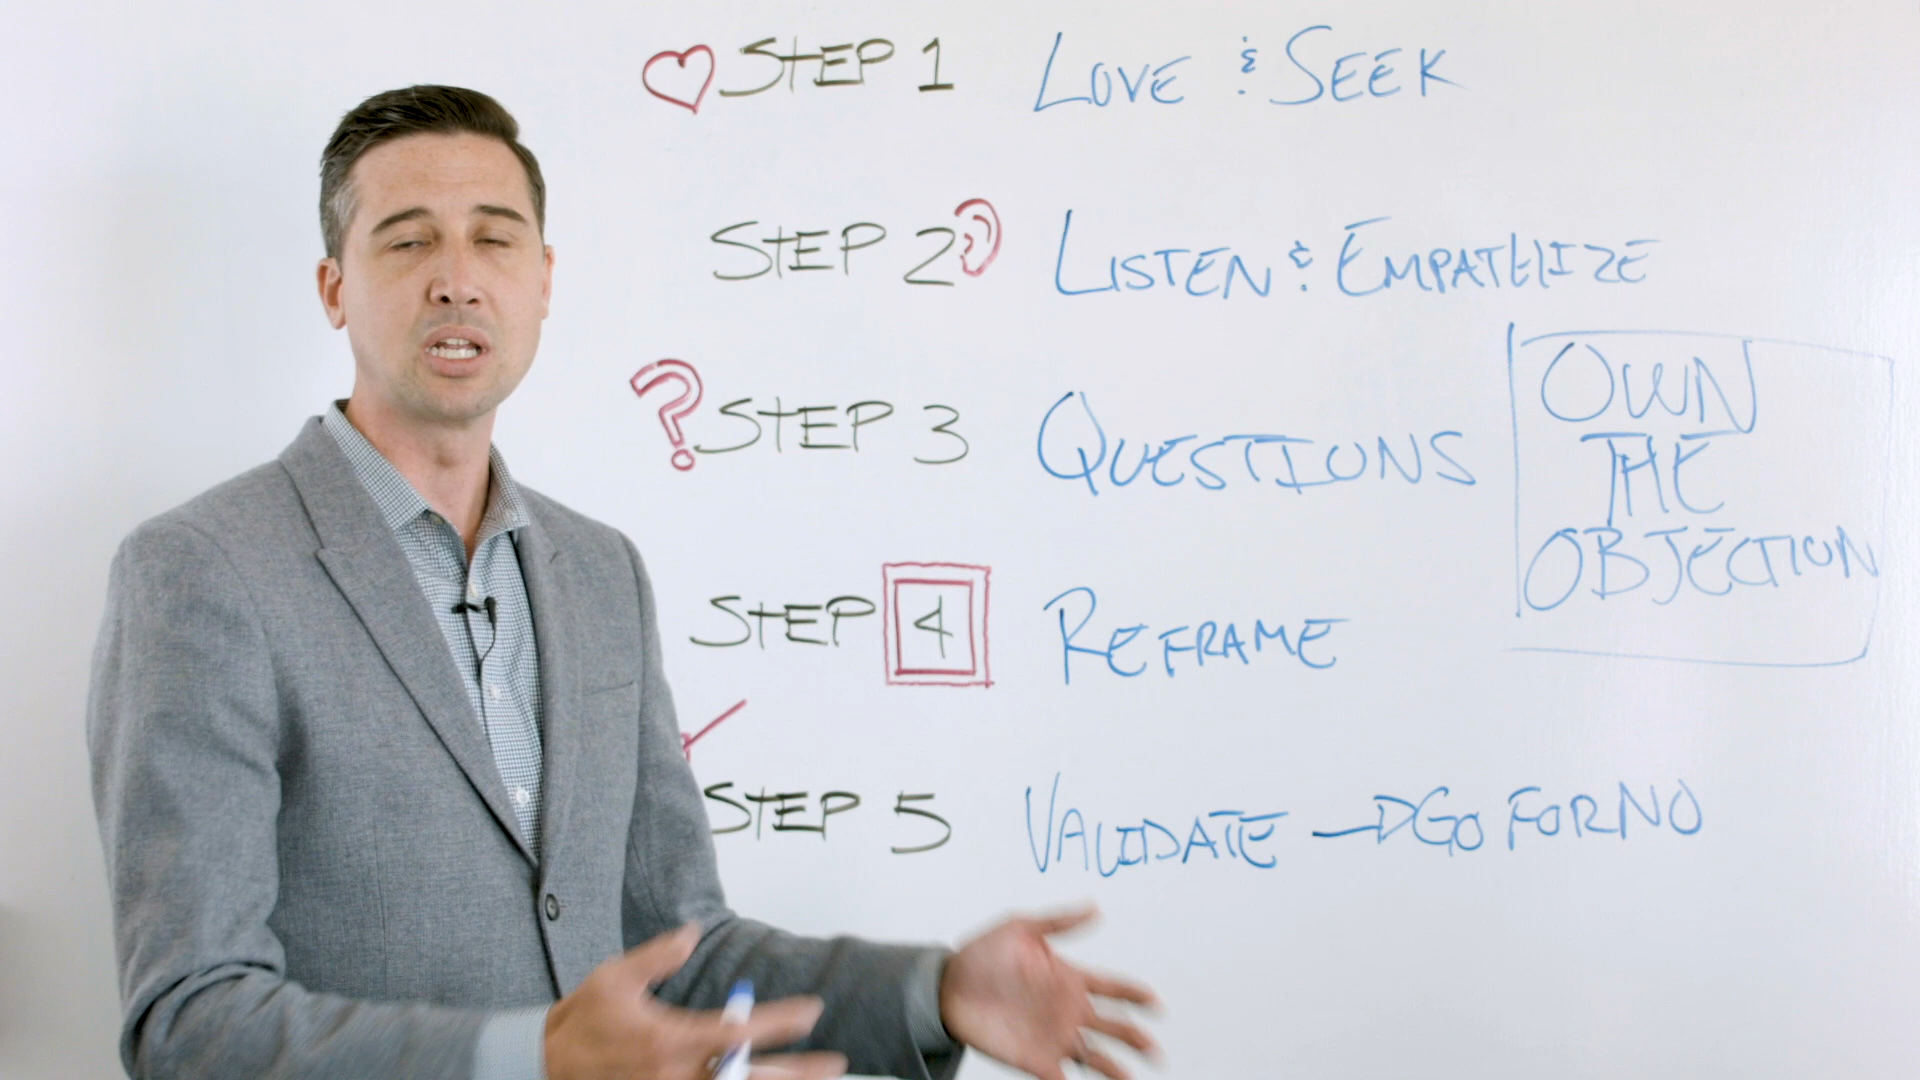 STEP 1 LOVE & SEEK
STEP 2 LISTEN & EMPATHIZE
STEP 3 QUESTIONS
OWN
THE
OBJECTION
STEP 4 REFRAME
STEP 5 VALIDATE → GO FOR NO